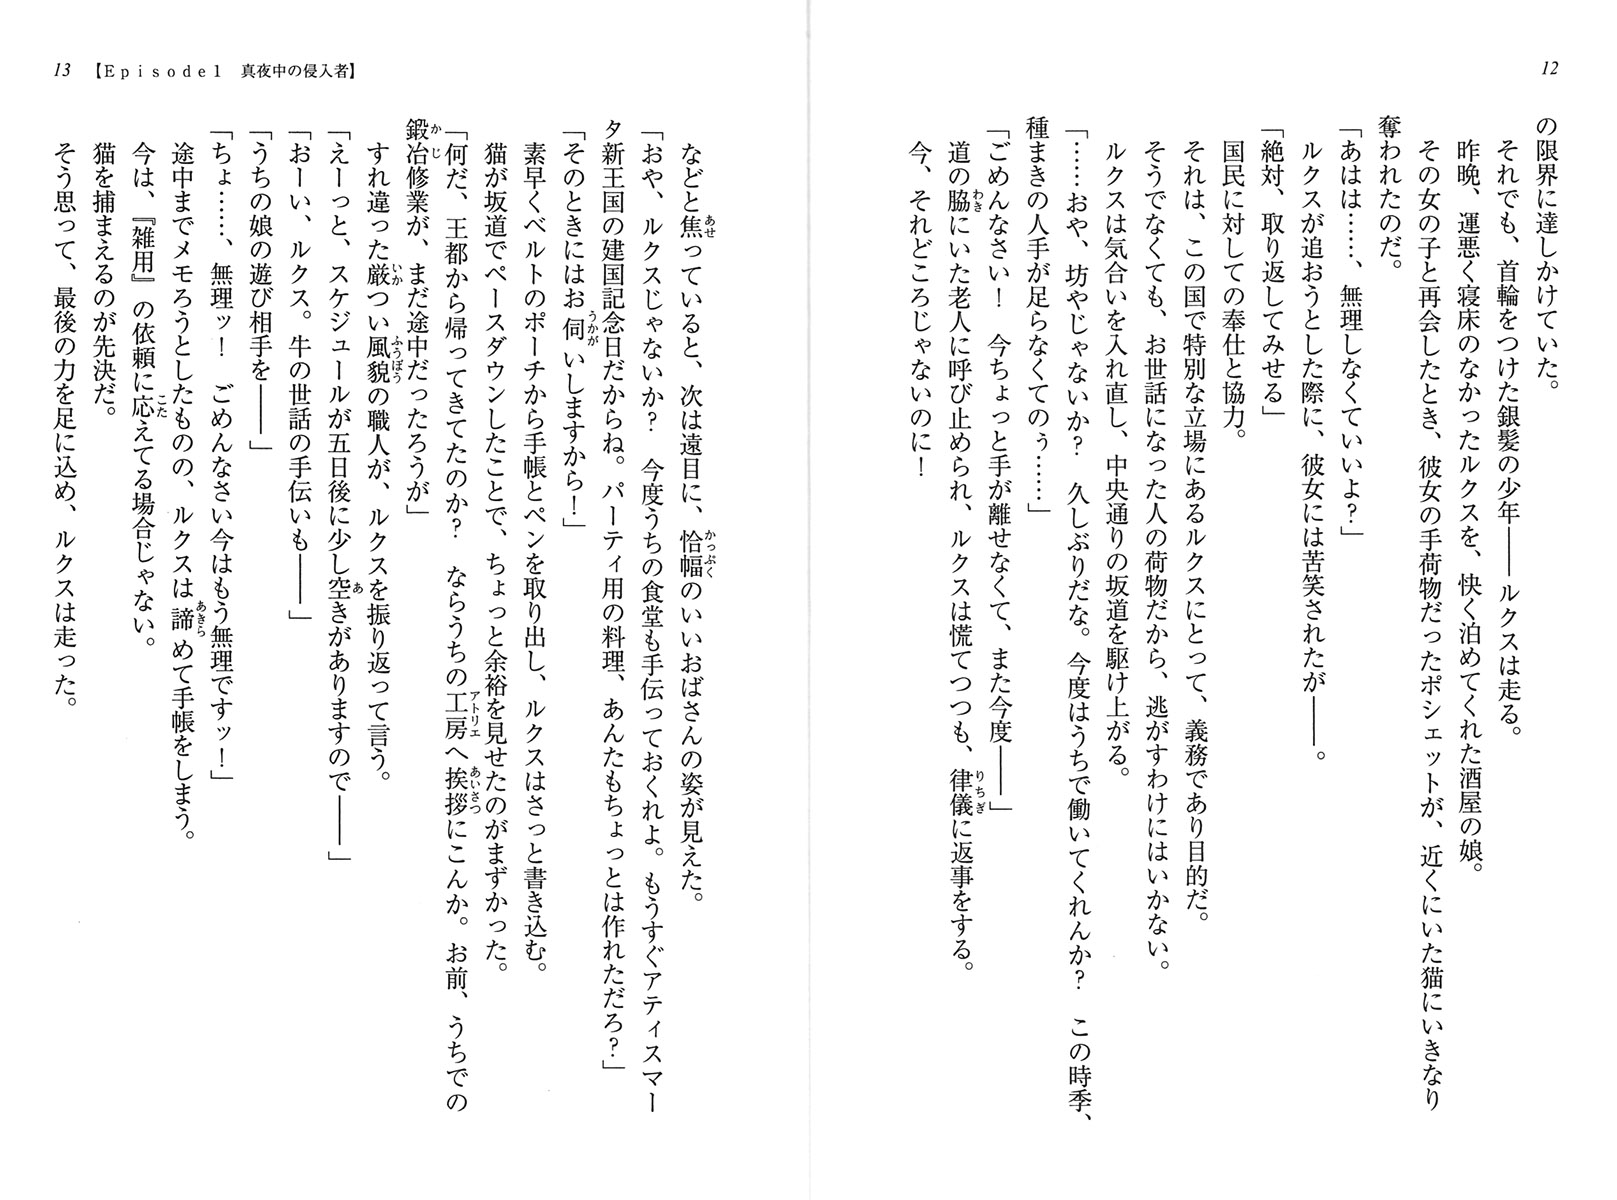 12
の限界に達しかけていた。
それでも、首輪をつけた銀髪の少年――ルクスは走る。
昨晩、運悪く寝床のなかったルクスを、快く泊めてくれた酒屋の娘。
その女の子と再会したとき、彼女の手荷物だったポシェットが、近くにいた猫にいきなり
奪われたのだ。
「あはは……、無理しなくていいよ？」
ルクスが追おうとした際に、彼女には苦笑されたが――。
「絶対、取り返してみせる」
国民に対しての奉仕と協力。
それは、この国で特別な立場にあるルクスにとって、義務であり目的だ。
そうでなくても、お世話になった人の荷物だから、逃がすわけにはいかない。
ルクスは気合いを入れ直し、中央通りの坂道を駆け上がる。
「……おや、坊やじゃないか？　久しぶりだな。今度はうちで働いてくれんか？　この時季、
種まきの人手が足らなくてのぅ……」
「ごめんなさい！　今ちょっと手が離せなくて、また今度――」
道の脇にいた老人に呼び止められ、ルクスは慌てつつも、律儀に返事をする。
今、それどころじゃないのに！
13 【Episode1　真夜中の侵入者】
などと焦っていると、次は遠目に、恰幅のいいおばさんの姿が見えた。
「おや、ルクスじゃないか？　今度うちの食堂も手伝っておくれよ。もうすぐアティスマー
タ新王国の建国記念日だからね。パーティ用の料理、あんたもちょっとは作れただろ？」
「そのときにはお伺いしますから！」
素早くベルトのポーチから手帳とペンを取り出し、ルクスはさっと書き込む。
猫が坂道でペースダウンしたことで、ちょっと余裕を見せたのがまずかった。
「何だ、王都から帰ってきてたのか？　ならうちの工房へ挨拶にこんか。お前、うちでの
鍛冶修業が、まだ途中だったろうが」
すれ違った厳つい風貌の職人が、ルクスを振り返って言う。
「えーっと、スケジュールが五日後に少し空きがありますので――」
「おーい、ルクス。牛の世話の手伝いも――」
「うちの娘の遊び相手を――」
「ちょ……、無理ッ！　ごめんなさい今はもう無理ですッ！」
途中までメモろうとしたものの、ルクスは諦めて手帳をしまう。
今は、『雑用』の依頼に応えてる場合じゃない。
猫を捕まえるのが先決だ。
そう思って、最後の力を足に込め、ルクスは走った。